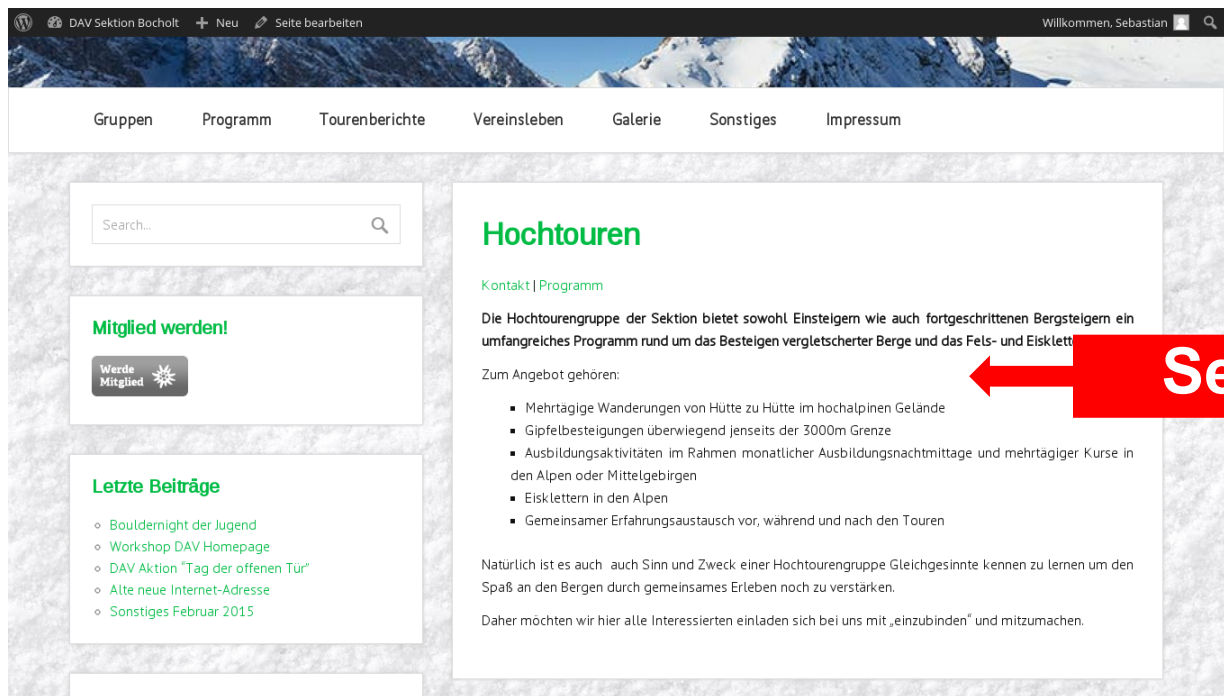 DAV Sektion Bocholt Neu Seite bearbeiten Willkommen, Sebastian
Gruppen Programm Tourenberichte Vereinsleben Galerie Sonstiges Impressum
Search...
Mitglied werden!
Werde
Mitglied
Letzte Beiträge
Bouldernight der Jugend
Workshop DAV Homepage
DAV Aktion “Tag der offenen Tür”
Alte neue Internet-Adresse
Sonstiges Februar 2015
Hochtouren
Kontakt | Programm
Die Hochtourengruppe der Sektion bietet sowohl Einsteigern wie auch fortgeschrittenen Bergsteigern ein
umfangreiches Programm rund um das Besteigen vergletscherter Berge und das Fels- und
Zum Angebot gehören:
Mehrtägige Wanderungen von Hütte zu Hütte im hochalpinen Gelände
Gipfelbesteigungen überwiegend jenseits der 3000m Grenze
Ausbildungsaktivitäten im Rahmen monatlicher Ausbildungsnachtmittage und mehrtägiger Kurse in
den Alpen oder Mittelgebirgen
Eisklettern in den Alpen
Gemeinsamer Erfahrungsaustausch vor, während und nach den Touren
Natürlich ist es auch auch Sinn und Zweck einer Hochtourengruppe Gleichgesinnte kennen zu lernen um den
Spaß an den Bergen durch gemeinsames Erleben noch zu verstärken.
Daher möchten wir hier alle Interessierten einladen sich bei uns mit „einzubinden“ und mitzumachen.